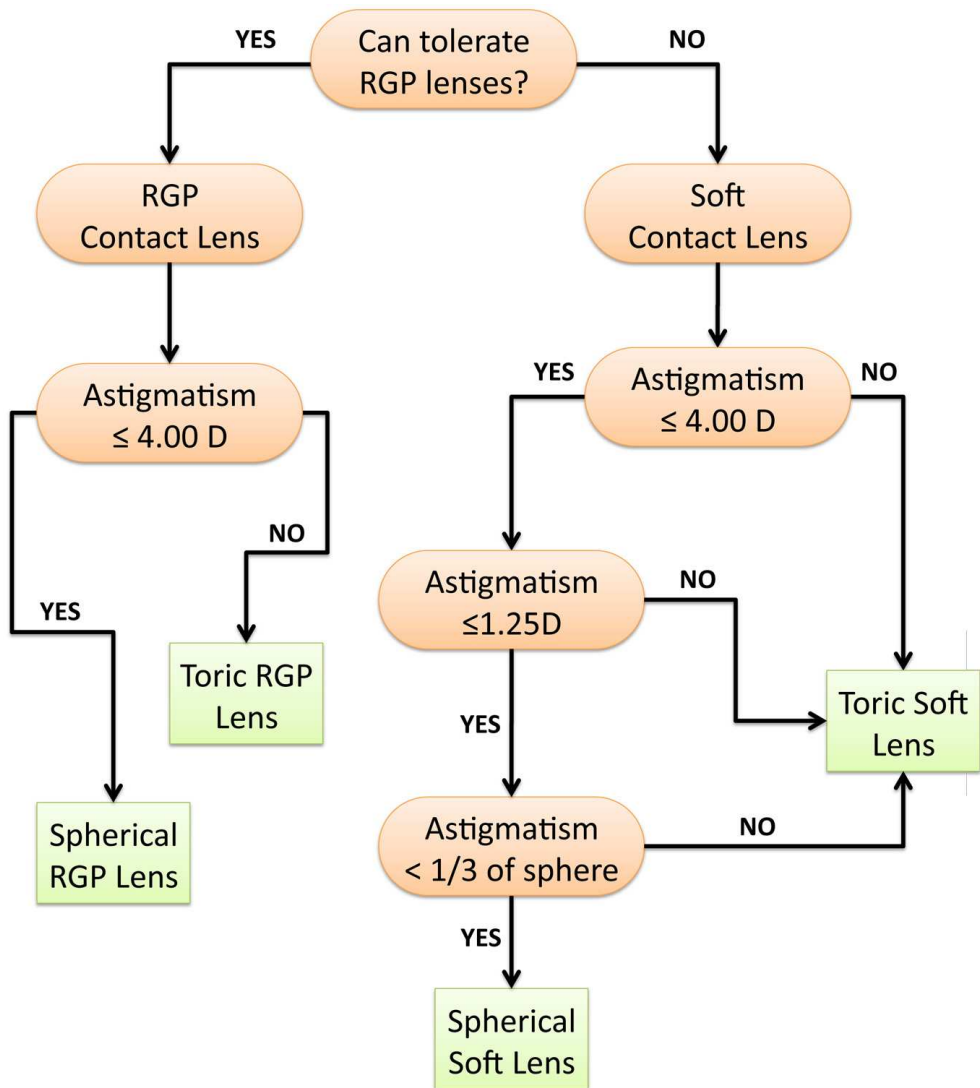 YES
Can tolerate
RGP lenses?
NO
RGP
Contact Lens
Soft
Contact Lens
Astigmatism
≤ 4.00 D
YES
Astigmatism
≤ 4.00 D
NO
NO
YES
Toric RGP
Lens
Astigmatism
≤1.25D
NO
YES
Toric Soft
Lens
Spherical
RGP Lens
Astigmatism
< 1/3 of sphere
NO
YES
Spherical
Soft Lens